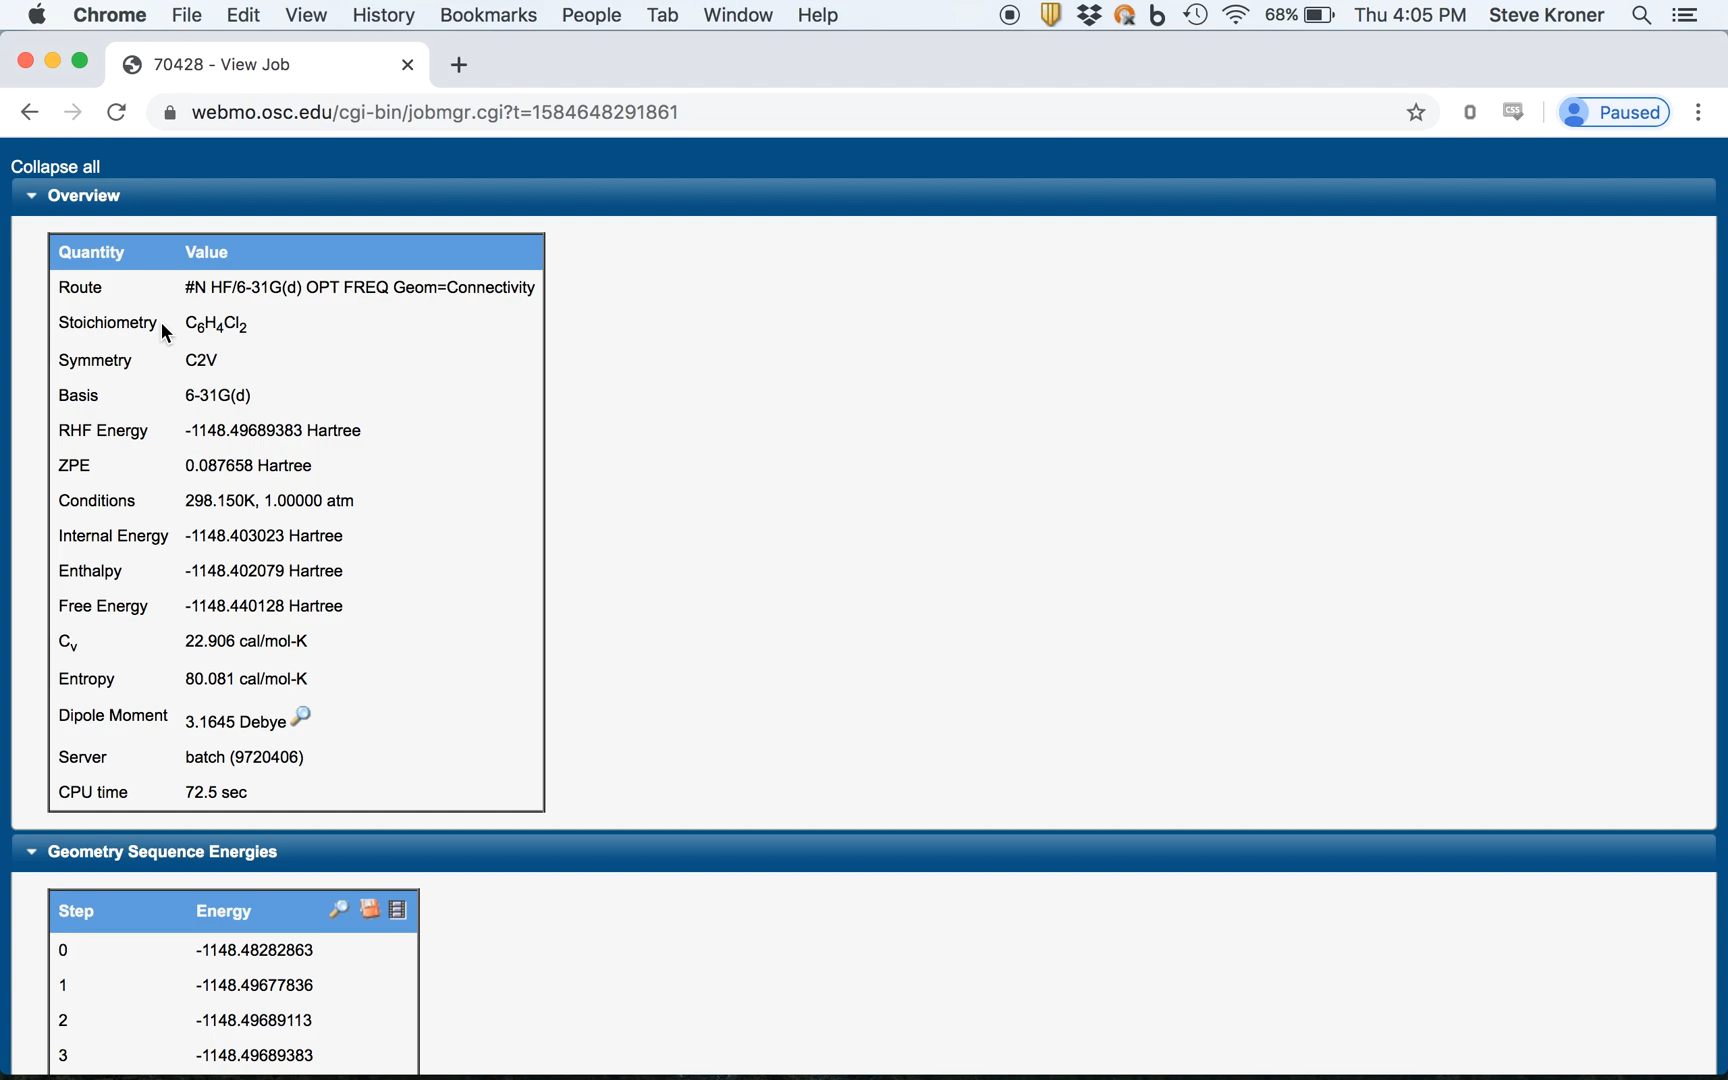 Chrome File Edit View History Bookmarks People Tab Window Help 68% Thu 4:05 PM Steve Kroner
70428 - View Job
webmo.osc.edu/cgi-bin/jobmgr.cgi?t=1584648291861 CSS Paused
Collapse all
Overview
Quantity Value
Route #N HF/6-31G(d) OPT FREQ Geom=Connectivity
Stoichiometry C6H4Cl2
Symmetry C2V
Basis 6-31G(d)
RHF Energy -1148.49689383 Hartree
ZPE 0.087658 Hartree
Conditions 298.150K, 1.00000 atm
Internal Energy -1148.403023 Hartree
Enthalpy -1148.402079 Hartree
Free Energy -1148.440128 Hartree
Cv 22.906 cal/mol-K
Entropy 80.081 cal/mol-K
Dipole Moment 3.1645 Debye
Server batch (9720406)
CPU time 72.5 sec
Geometry Sequence Energies
Step Energy
0 -1148.48282863
1 -1148.49677836
2 -1148.49689113
3 -1148.49689383